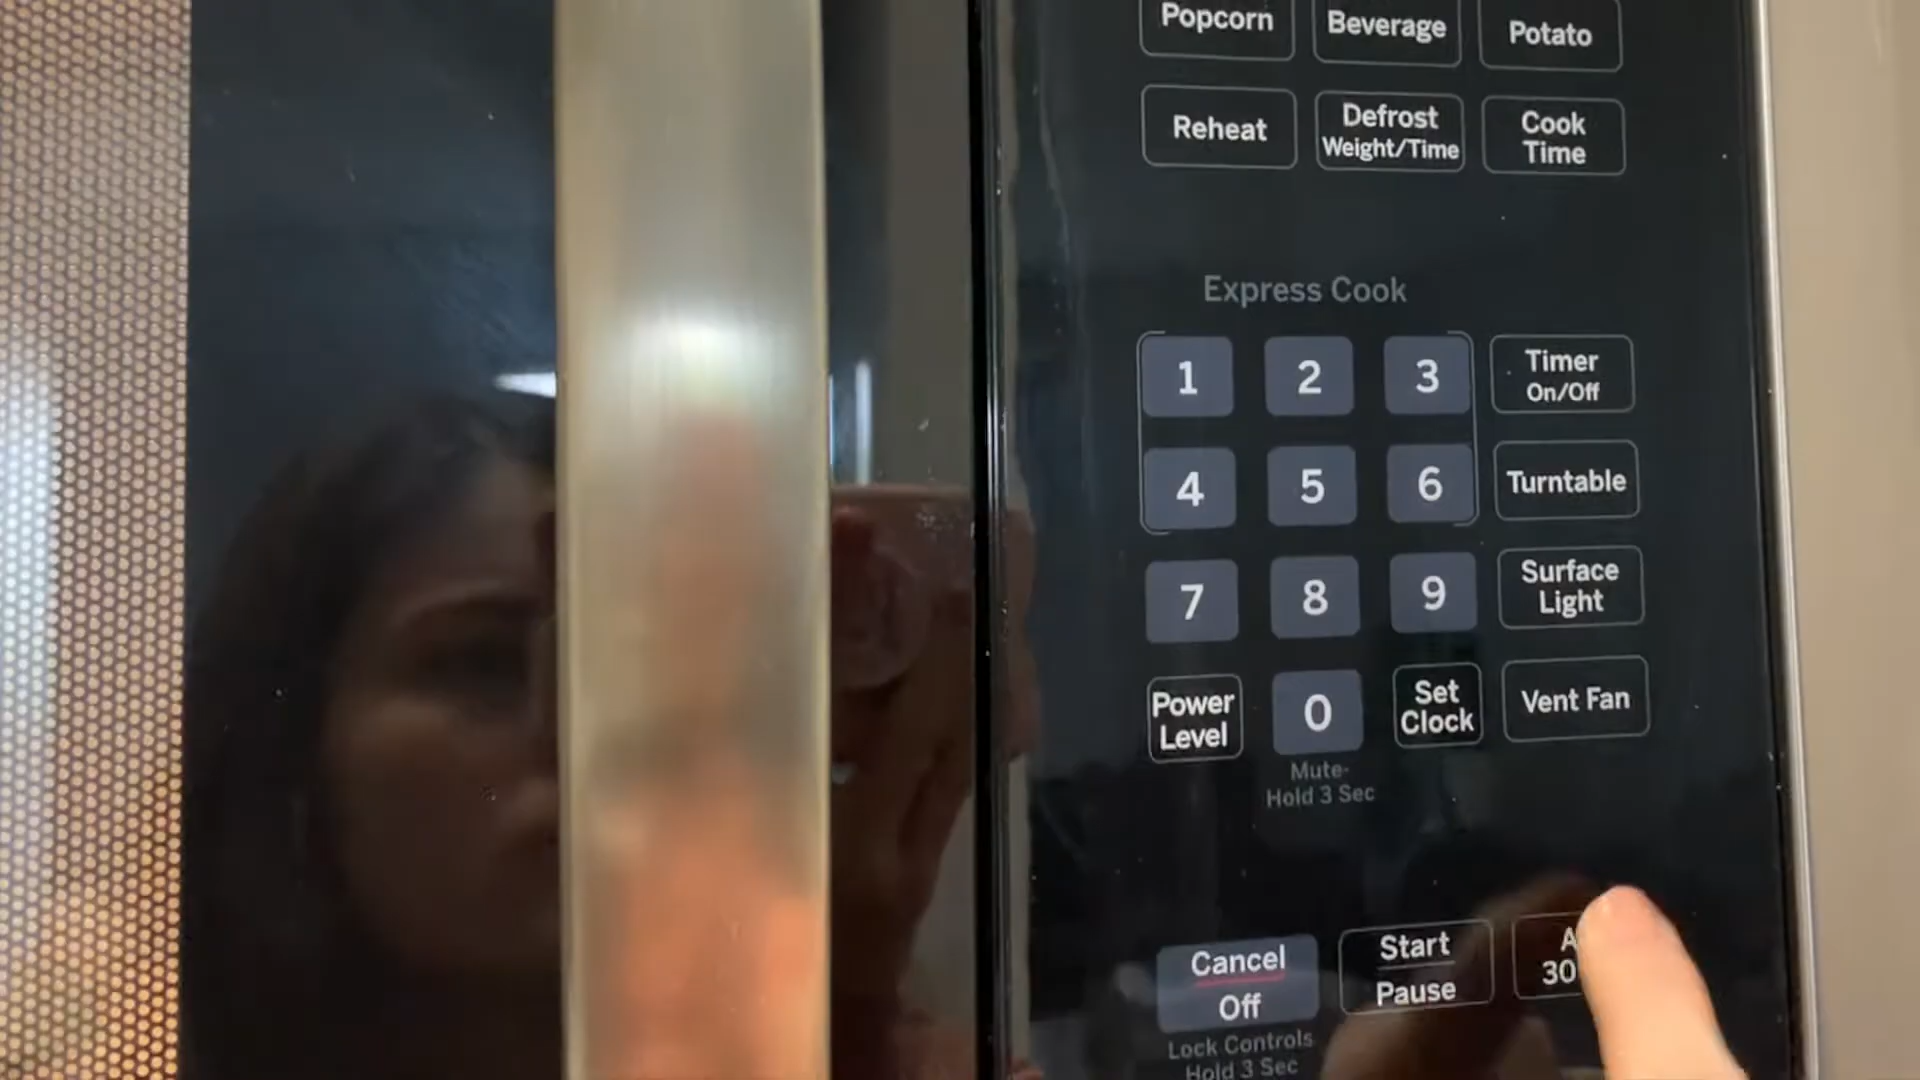 Popcorn
Beverage
Potato
Reheat
Defrost
Weight/Time
Cook
Time
Express Cook
1
2
3
Timer
On/Off
4
5
6
Turntable
7
8
9
Surface
Light
Power
Level
0
Set
Clock
Vent Fan
Mute-
Hold 3 Sec
Cancel
Off
Start
Pause
30
Lock Controls
Hold 3 Sec